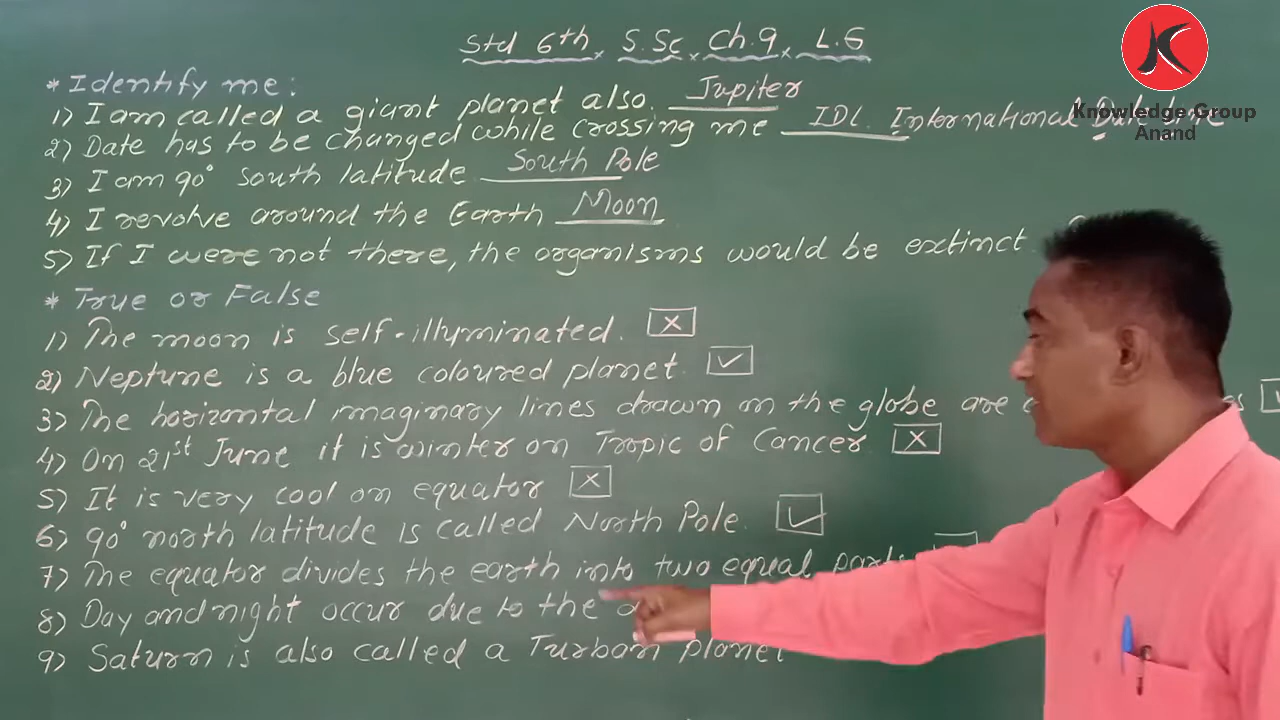 Std 6th x S.Sc x Ch.9 x L.6
* Identify me:
1) I am called a giant planet also. Jupiter
2) Date has to be changed while crossing me IDL. International Date Line
3) I am 90° south latitude South Pole
4) I revolve around the Earth Moon
5) If I were not there, the organisms would be extinct
* True or False
1) The moon is self-illuminated. ☒
2) Neptune is a blue coloured planet. ☑
3) The horizontal imaginary lines drawn on the globe are
4) On 21st June it is winter on Tropic of Cancer ☒
5) It is very cool on equator ☒
6) 90° north latitude is called North Pole. ☑
7) The equator divides the earth into two equal parts
8) Day and night occur due to the
9) Saturn is also called a Turban planet
K
Knowledge Group
Anand